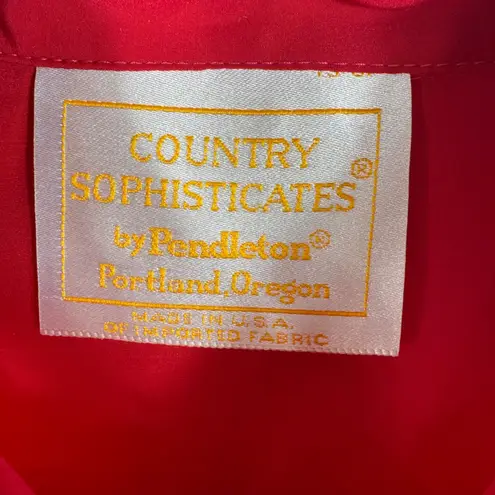 COUNTRY
SOPHISTICATES®
by Pendleton®
Portland, Oregon
MADE IN U.S.A.
OF IMPORTED FABRIC